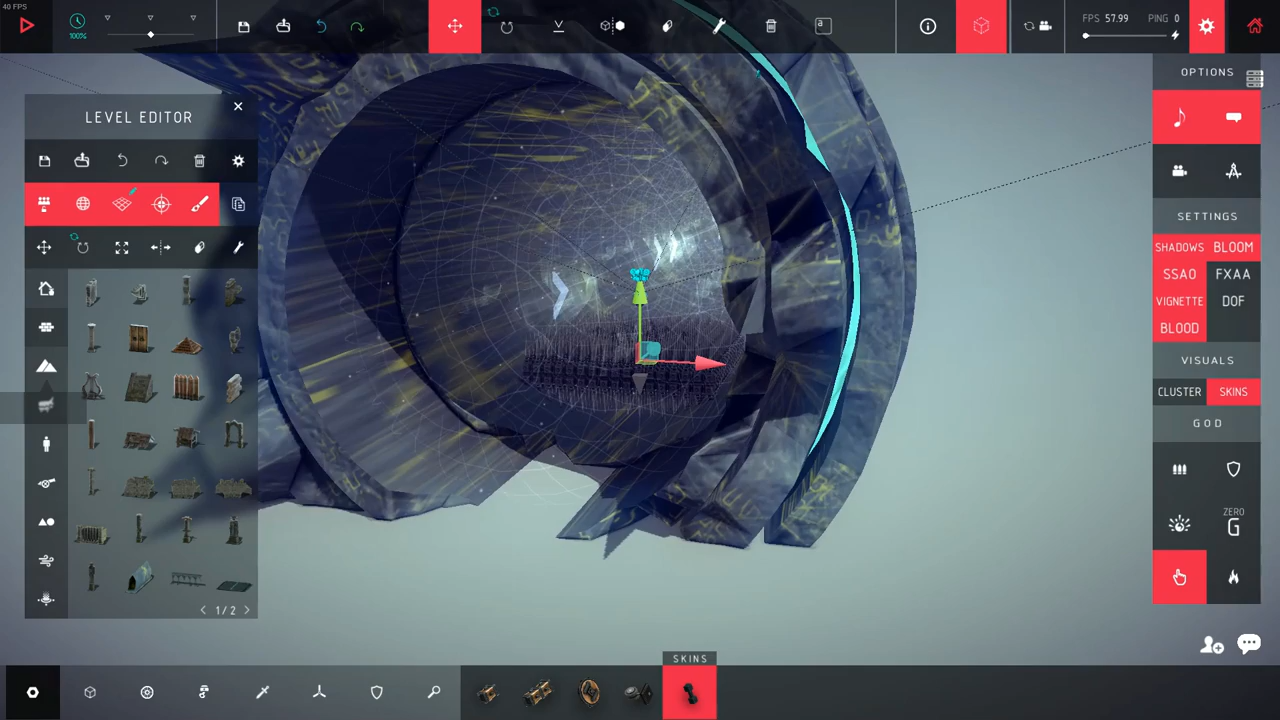 40 FPS
100%
a
FPS 57.99 PING 0
OPTIONS
LEVEL EDITOR
SETTINGS
SHADOWS BLOOM
SSAO FXAA
VIGNETTE DOF
BLOOD
VISUALS
CLUSTER SKINS
GOD
ZERO
G
1/2
SKINS